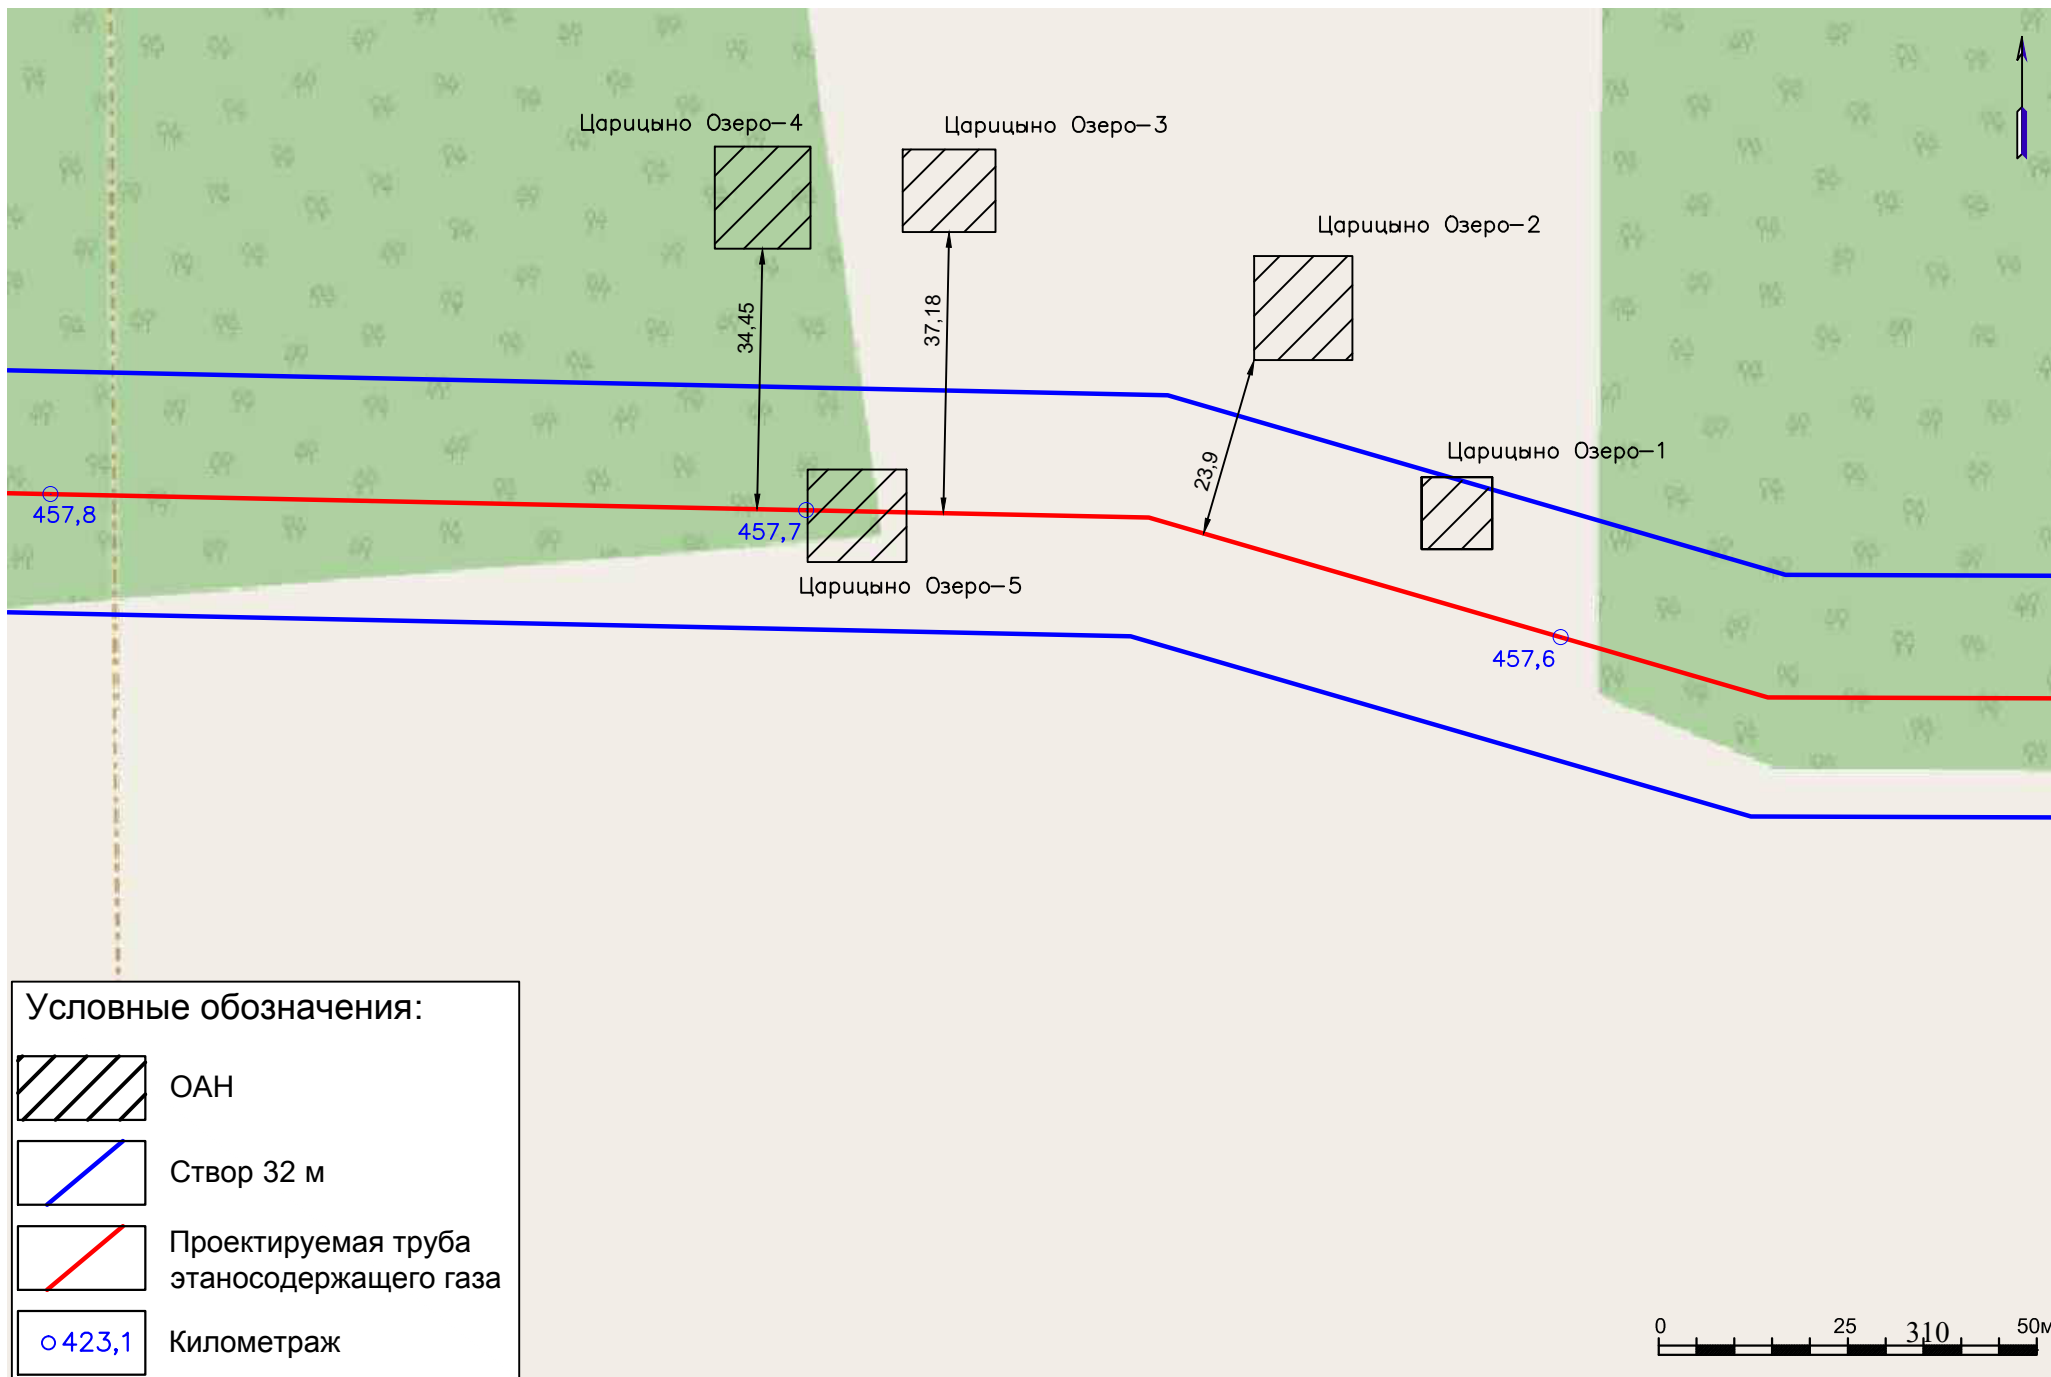 Царицыно Озеро-4
Царицыно Озеро-3
Царицыно Озеро-2
34,45
37,18
23,9
Царицыно Озеро-1
457,8
457,7
Царицыно Озеро-5
457,6
Условные обозначения:
ОАН
Створ 32 м
Проектируемая труба
этаносодержащего газа
423,1 Километраж
0 25 50м
310